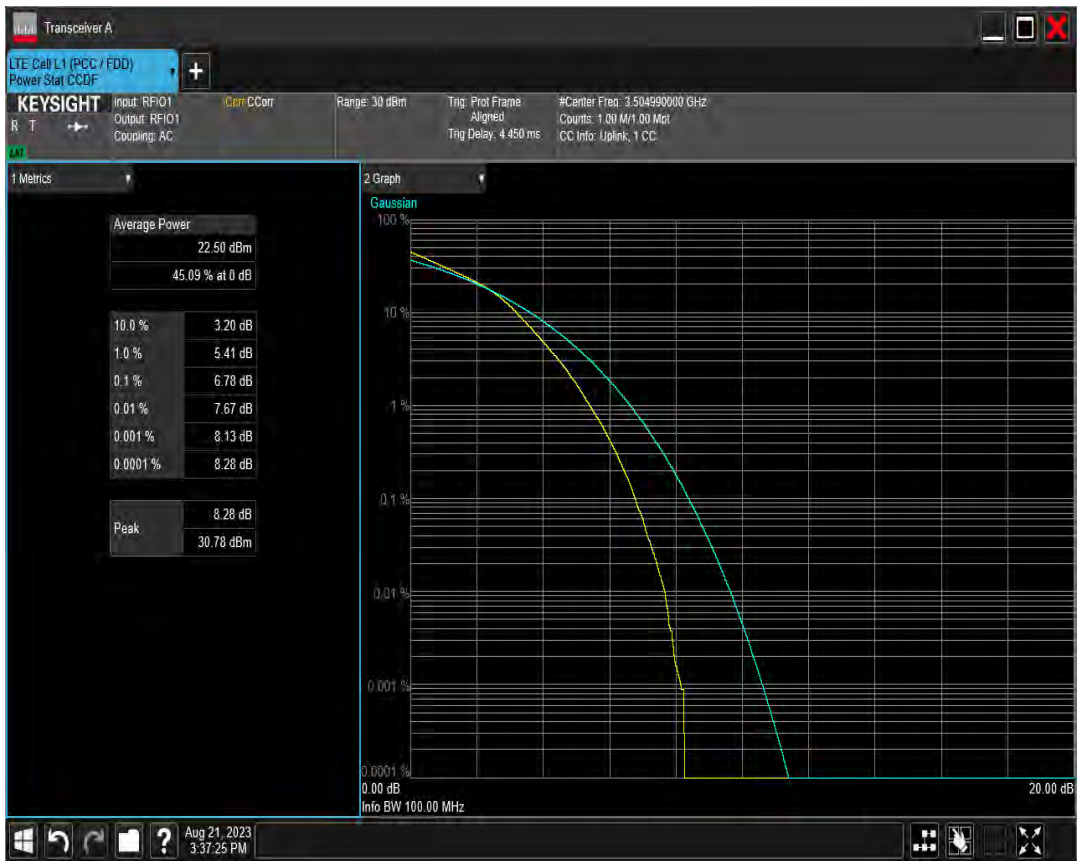 Transceiver A
LTE Cell L1 (PCC / FDD)
Power Stat CCDF
+
KEYSIGHT
R T
LXI
Input: RFIO1
Output: RFIO1
Coupling: AC
Corr CCorr
Range: 30 dBm
Trig: Prot Frame
Aligned
Trig Delay: 4.450 ms
#Center Freq: 3.504990000 GHz
Counts: 1.00 M/1.00 Mpt
CC Info: Uplink, 1 CC
1 Metrics
Average Power
22.50 dBm
45.09 % at 0 dB
10.0 % 3.20 dB
1.0 % 5.41 dB
0.1 % 6.78 dB
0.01 % 7.67 dB
0.001 % 8.13 dB
0.0001 % 8.28 dB
Peak
8.28 dB
30.78 dBm
2 Graph
Gaussian
100 %
10 %
1 %
0.1 %
0.01 %
0.001 %
0.0001 %
0.00 dB 20.00 dB
Info BW 100.00 MHz
?
Aug 21, 2023
3:37:25 PM